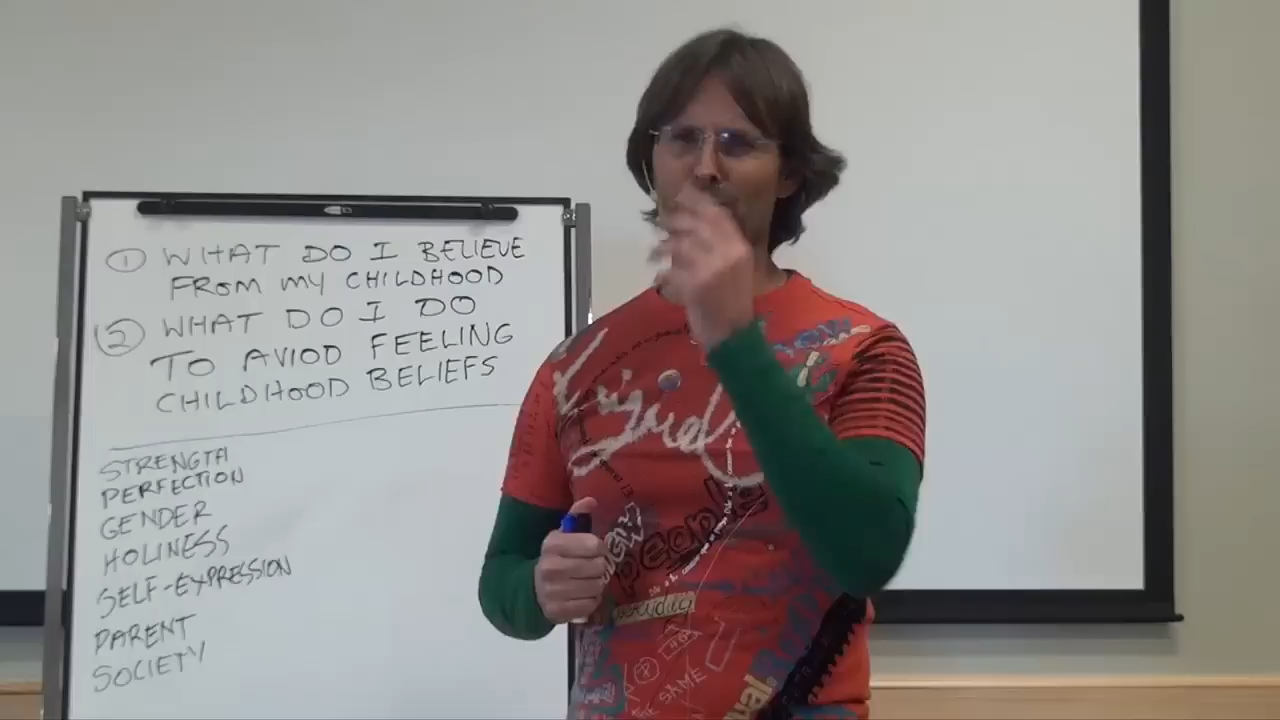 ① WHAT DO I BELIEVE
FROM MY CHILDHOOD
② WHAT DO I DO
TO AVIOD FEELING
CHILDHOOD BELIEFS
STRENGTH
PERFECTION
GENDER
HOLINESS
SELF-EXPRESSION
PARENT
SOCIETY
people
SAME